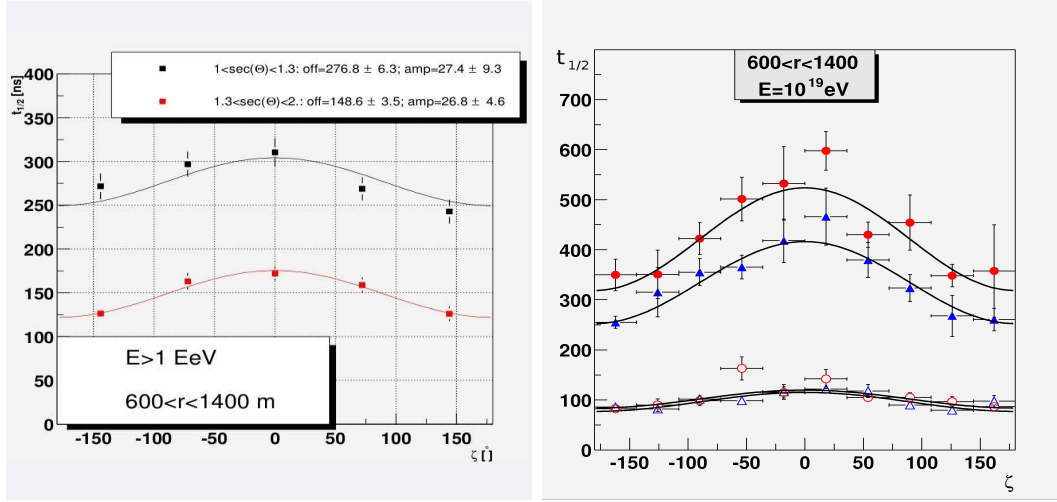 1<sec(Θ)<1.3: off=276.8 ± 6.3; amp=27.4 ± 9.3
1.3<sec(Θ)<2.: off=148.6 ± 3.5; amp=26.8 ± 4.6
t1/2 [ns]
400
350
300
250
200
150
100
50
0
E>1 EeV
600<r<1400 m
-150 -100 -50 0 50 100 150
ζ [°]
t 1/2
600<r<1400
E=10^19eV
700
600
500
400
300
200
100
0
-150 -100 -50 0 50 100 150
ζ